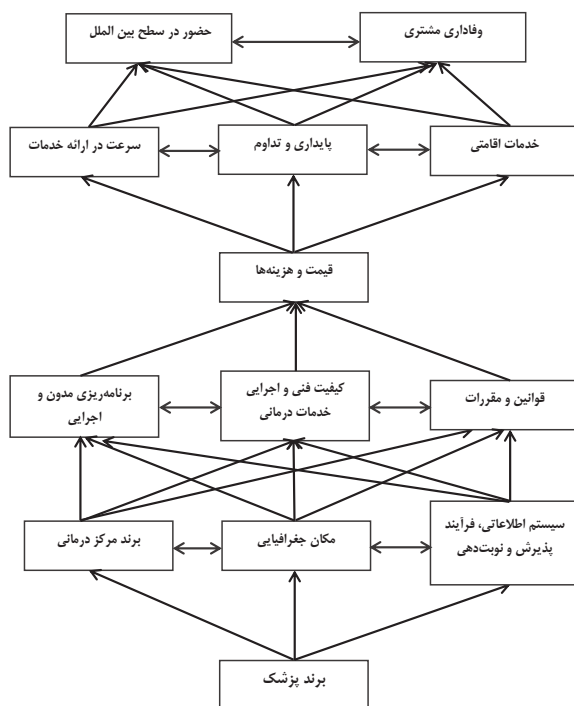 وفاداری مشتری
حضور در سطح بین الملل
خدمات اقامتی
پایداری و تداوم
سرعت در ارائه خدمات
قیمت و هزینه‌ها
قوانین و مقررات
کیفیت فنی و اجرایی
خدمات درمانی
برنامه‌ریزی مدون و
اجرایی
سیستم اطلاعاتی، فرآیند
پذیرش و نوبت‌دهی
مکان جغرافیایی
برند مرکز درمانی
برند پزشک